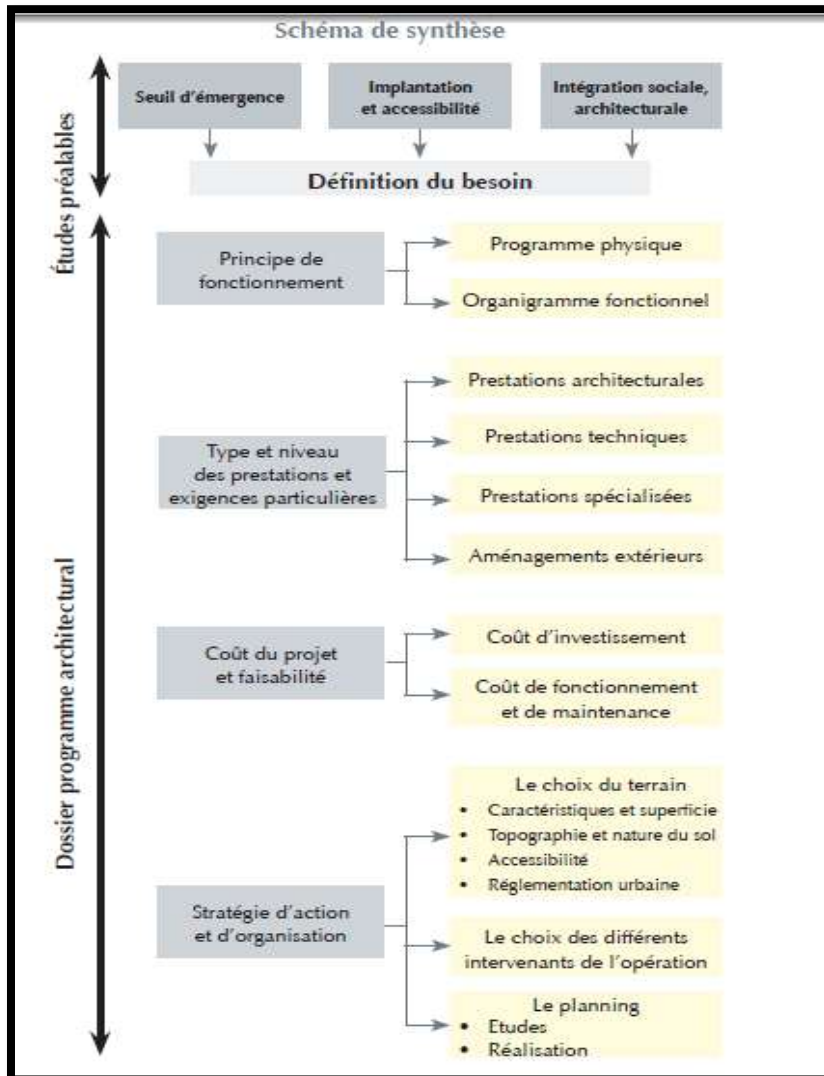 Schéma de synthèse
Études préalables
Seuil d'émergence
Implantation
et accessibilité
Intégration sociale,
architecturale
Définition du besoin
Dossier programme architectural
Principe de
fonctionnement
Programme physique
Organigramme fonctionnel
Type et niveau
des prestations et
exigences particulières
Prestations architecturales
Prestations techniques
Prestations spécialisées
Aménagements extérieurs
Coût du projet
et faisabilité
Coût d'investissement
Coût de fonctionnement
et de maintenance
Stratégie d'action
et d'organisation
Le choix du terrain
• Caractéristiques et superficie
• Topographie et nature du sol
• Accessibilité
• Réglementation urbaine
Le choix des différents
intervenants de l'opération
Le planning
• Etudes
• Réalisation